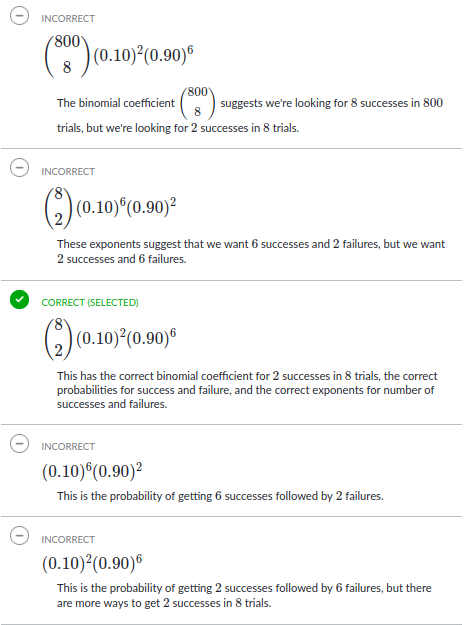 INCORRECT
(800
8)(0.10)²(0.90)⁶
The binomial coefficient (800
8) suggests we're looking for 8 successes in 800
trials, but we're looking for 2 successes in 8 trials.
INCORRECT
(8
2)(0.10)⁶(0.90)²
These exponents suggest that we want 6 successes and 2 failures, but we want
2 successes and 6 failures.
CORRECT (SELECTED)
(8
2)(0.10)²(0.90)⁶
This has the correct binomial coefficient for 2 successes in 8 trials, the correct
probabilities for success and failure, and the correct exponents for number of
successes and failures.
INCORRECT
(0.10)⁶(0.90)²
This is the probability of getting 6 successes followed by 2 failures.
INCORRECT
(0.10)²(0.90)⁶
This is the probability of getting 2 successes followed by 6 failures, but there
are more ways to get 2 successes in 8 trials.